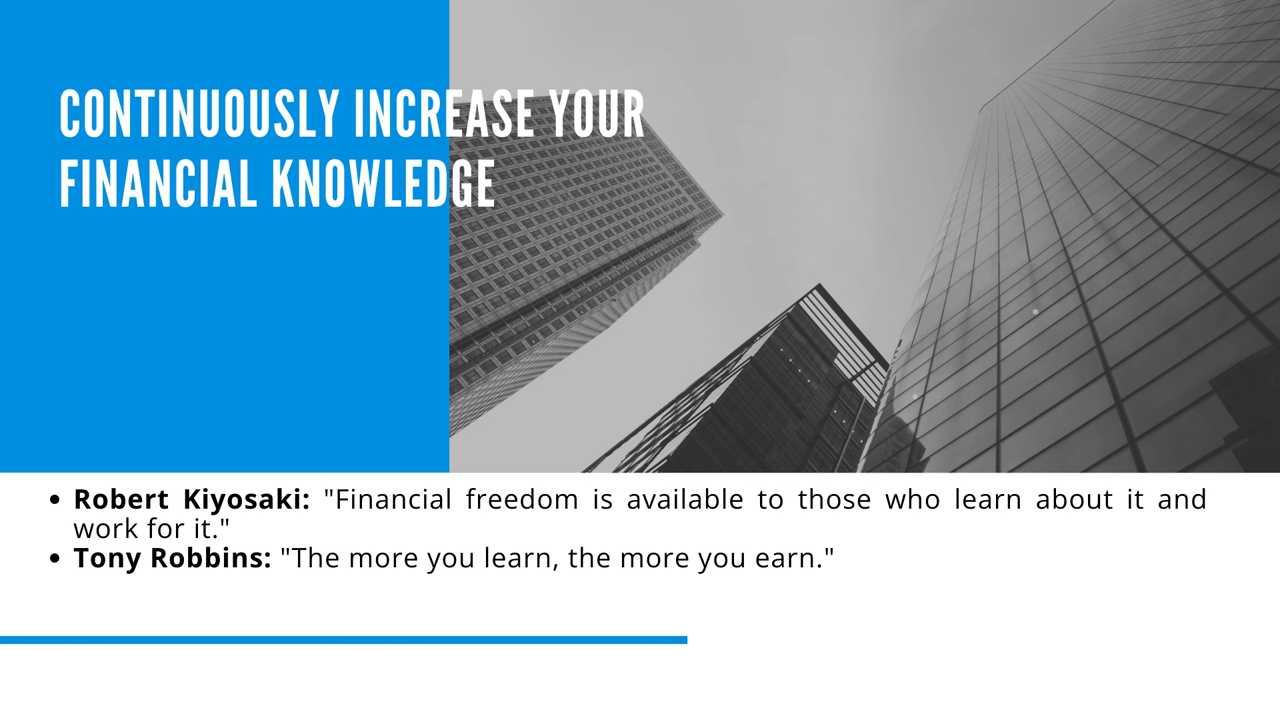 CONTINUOUSLY INCREASE YOUR
FINANCIAL KNOWLEDGE
• Robert Kiyosaki: "Financial freedom is available to those who learn about it and
work for it."
• Tony Robbins: "The more you learn, the more you earn."